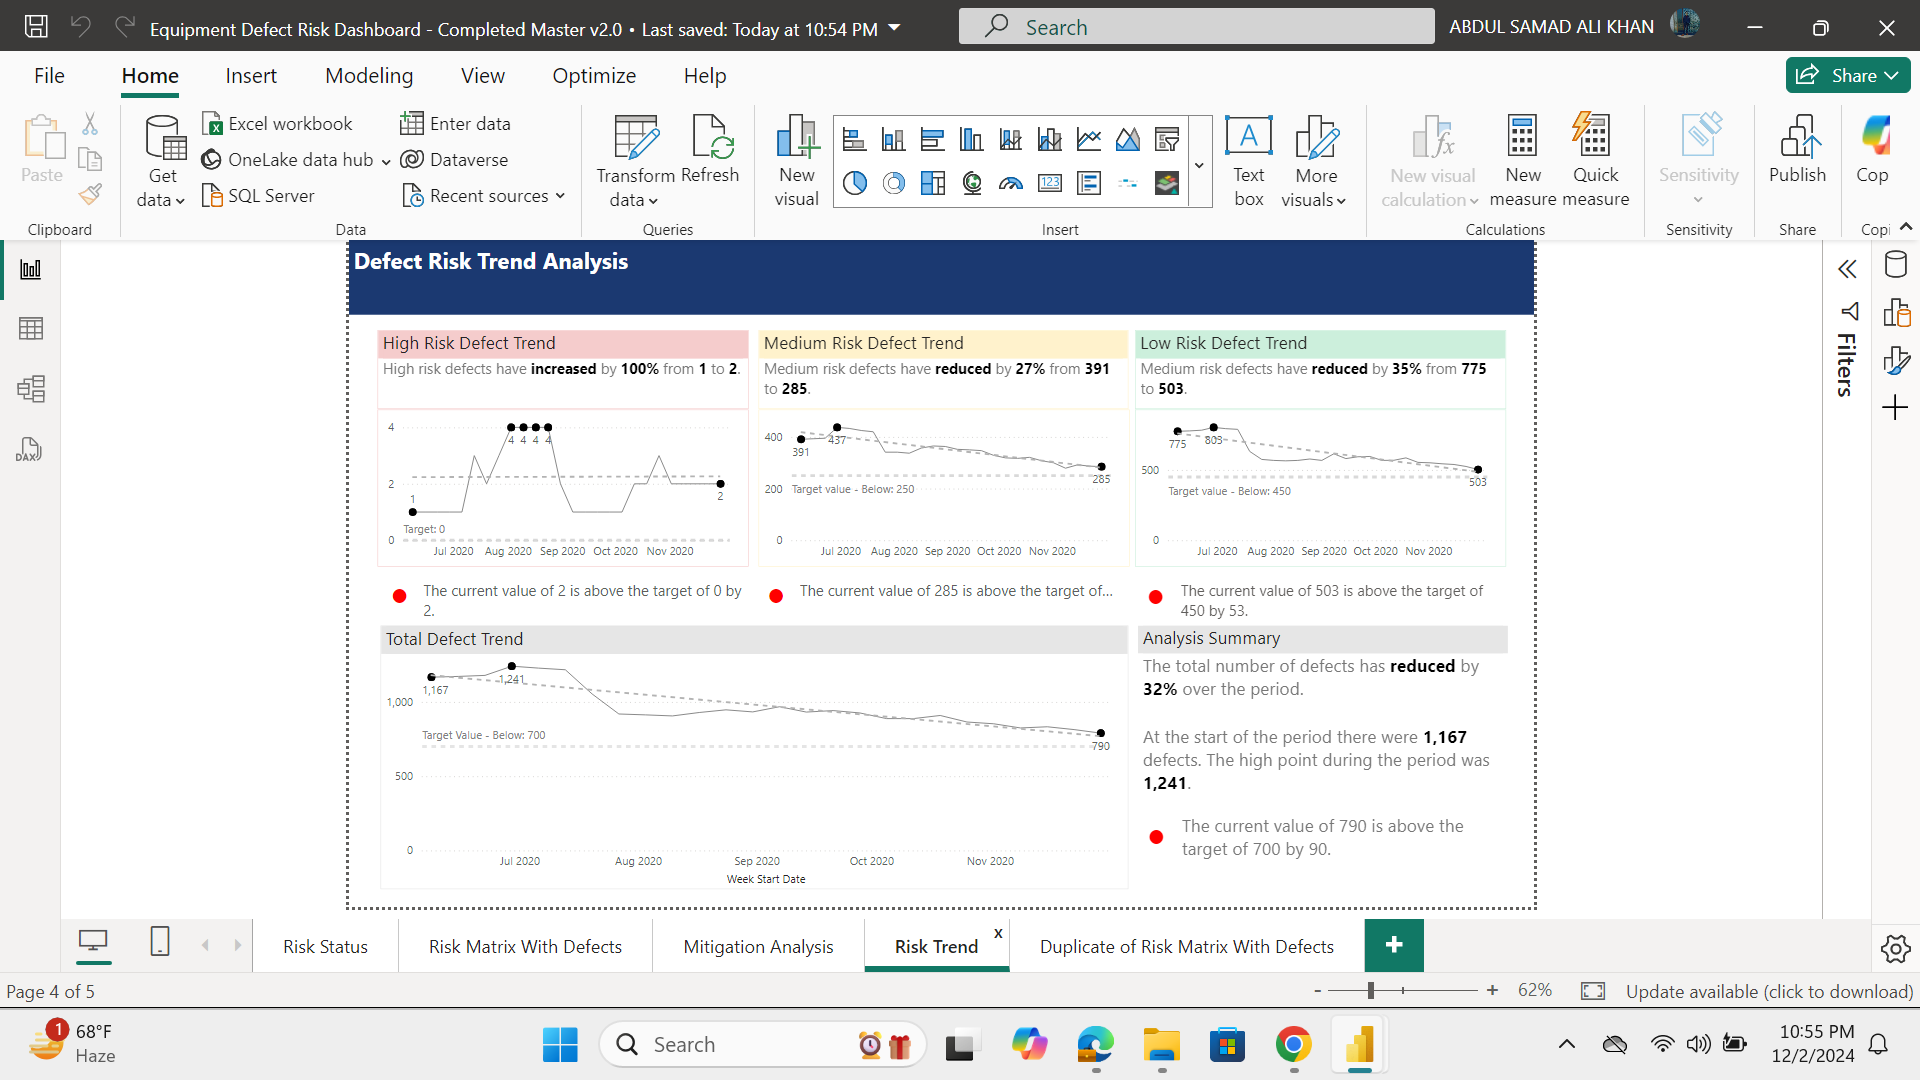 Equipment Defect Risk Dashboard - Completed Master v2.0 • Last saved: Today at 10:54 PM
Search
ABDUL SAMAD ALI KHAN
File
Home
Insert
Modeling
View
Optimize
Help
Share
Paste
Get data
Excel workbook
OneLake data hub
SQL Server
Enter data
Dataverse
Recent sources
Transform data
Refresh
New visual
123
A
Text box
More visuals
New visual calculation
New measure
Quick measure
Sensitivity
Publish
Cop
Clipboard
Data
Queries
Insert
Calculations
Sensitivity
Share
Copi
DAX
Filters
Defect Risk Trend Analysis
High Risk Defect Trend
High risk defects have increased by 100% from 1 to 2.
4
2
0
1
4 4 4 4
2
Target: 0
Jul 2020 Aug 2020 Sep 2020 Oct 2020 Nov 2020
The current value of 2 is above the target of 0 by
2.
Medium Risk Defect Trend
Medium risk defects have reduced by 27% from 391
to 285.
400
200
0
391
437
285
Target value - Below: 250
Jul 2020 Aug 2020 Sep 2020 Oct 2020 Nov 2020
The current value of 285 is above the target of...
Low Risk Defect Trend
Medium risk defects have reduced by 35% from 775
to 503.
500
0
775
803
503
Target value - Below: 450
Jul 2020 Aug 2020 Sep 2020 Oct 2020 Nov 2020
The current value of 503 is above the target of
450 by 53.
Total Defect Trend
1,000
500
0
1,167
1,241
790
Target Value - Below: 700
Jul 2020 Aug 2020 Sep 2020 Oct 2020 Nov 2020
Week Start Date
Analysis Summary
The total number of defects has reduced by
32% over the period.
At the start of the period there were 1,167
defects. The high point during the period was
1,241.
The current value of 790 is above the
target of 700 by 90.
Risk Status
Risk Matrix With Defects
Mitigation Analysis
Risk Trend
x
Duplicate of Risk Matrix With Defects
+
Page 4 of 5
- + 62%
Update available (click to download)
1
68°F
Haze
Search
10:55 PM
12/2/2024